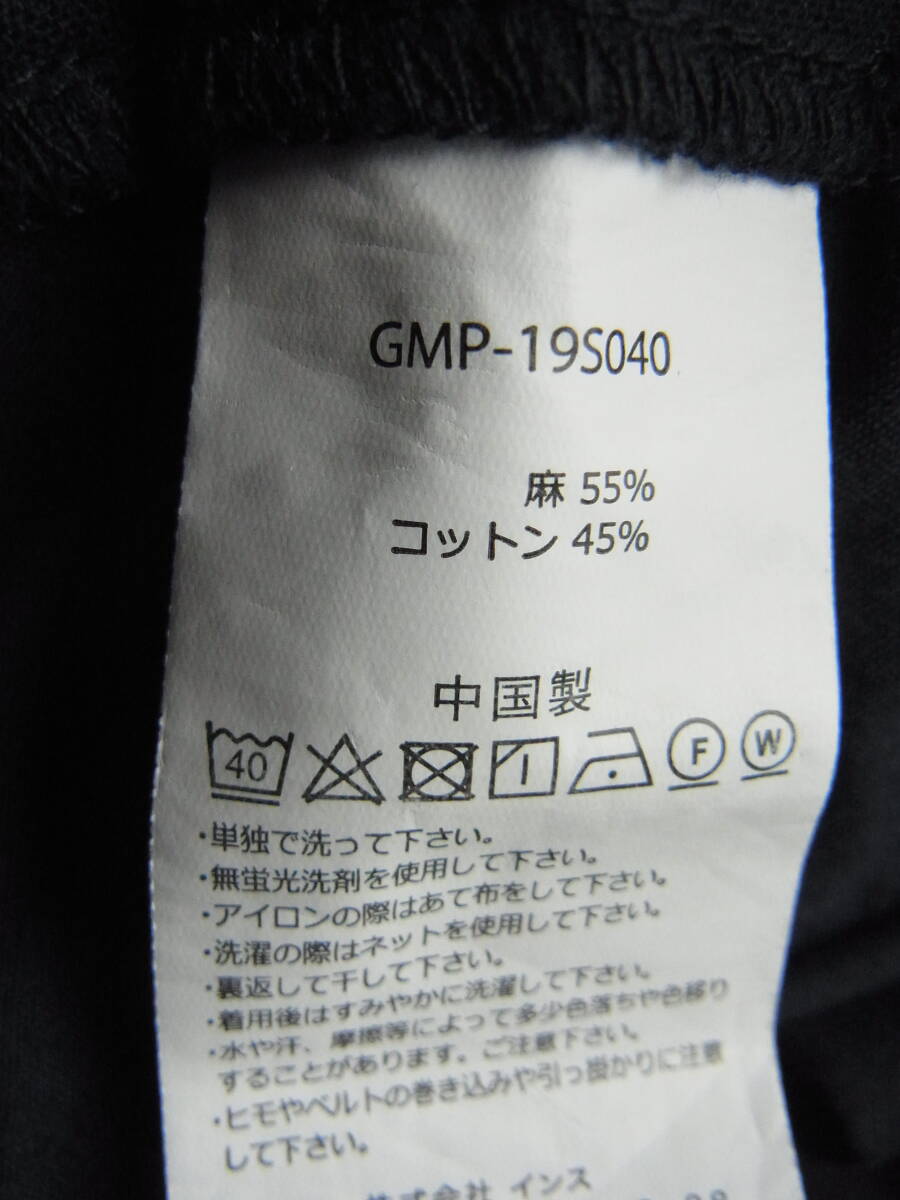 GMP-19S040
麻 55%
コットン 45%
中国製
40 F W
・単独で洗って下さい。
・無蛍光洗剤を使用して下さい。
・アイロンの際はあて布をして下さい。
・洗濯の際はネットを使用して下さい。
・裏返して干して下さい。
・着用後はすみやかに洗濯して下さい。
・水や汗、摩擦等によって多少色落ちや色移り
することがあります。ご注意下さい。
・ヒモやベルトの巻き込みや引っ掛かりに注意
して下さい。
株式会社 インス